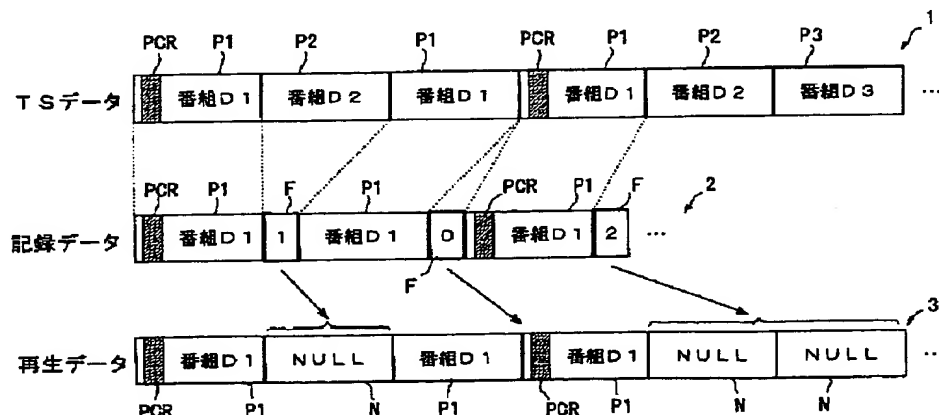 1
PCR P1 P2 P1 PCR P1 P2 P3
TSデータ 番組D1 番組D2 番組D1 番組D1 番組D2 番組D3 …
2
PCR P1 F P1 PCR P1 F
記録データ 番組D1 1 番組D1 0 番組D1 2 …
F
3
再生データ 番組D1 NULL 番組D1 番組D1 NULL NULL …
PCR P1 N P1 PCR P1 N N